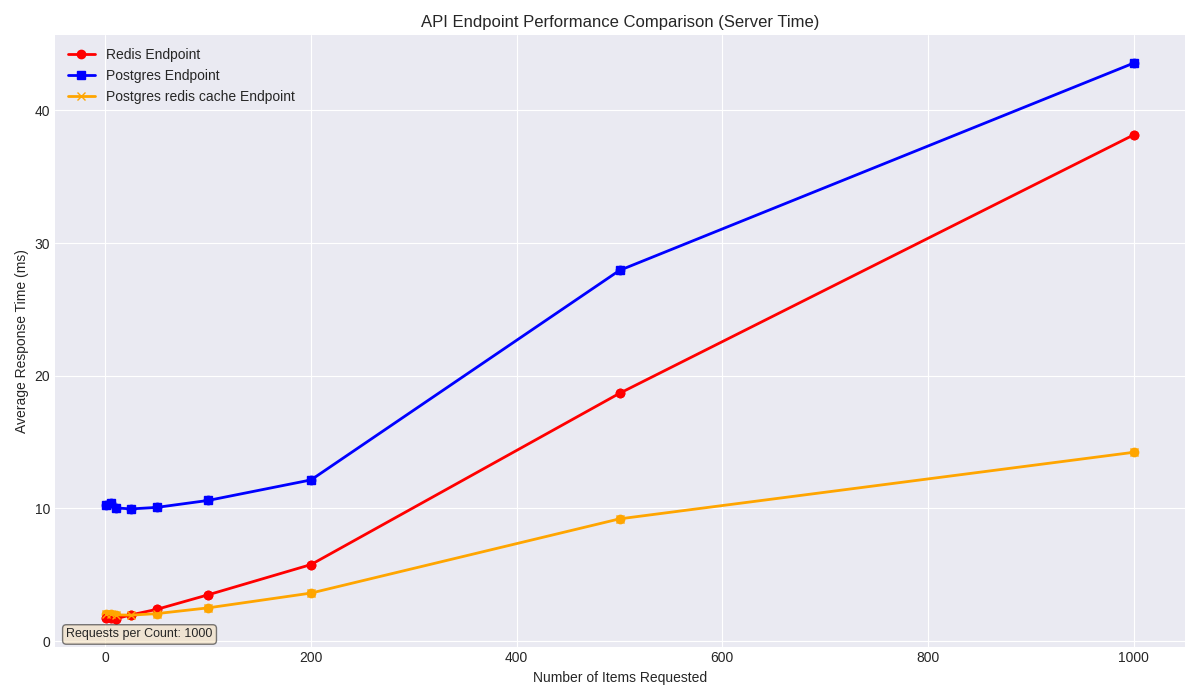 API Endpoint Performance Comparison (Server Time)
Redis Endpoint
Postgres Endpoint
Postgres redis cache Endpoint
Average Response Time (ms)
40
30
20
10
0
Requests per Count: 1000
0 200 400 600 800 1000
Number of Items Requested